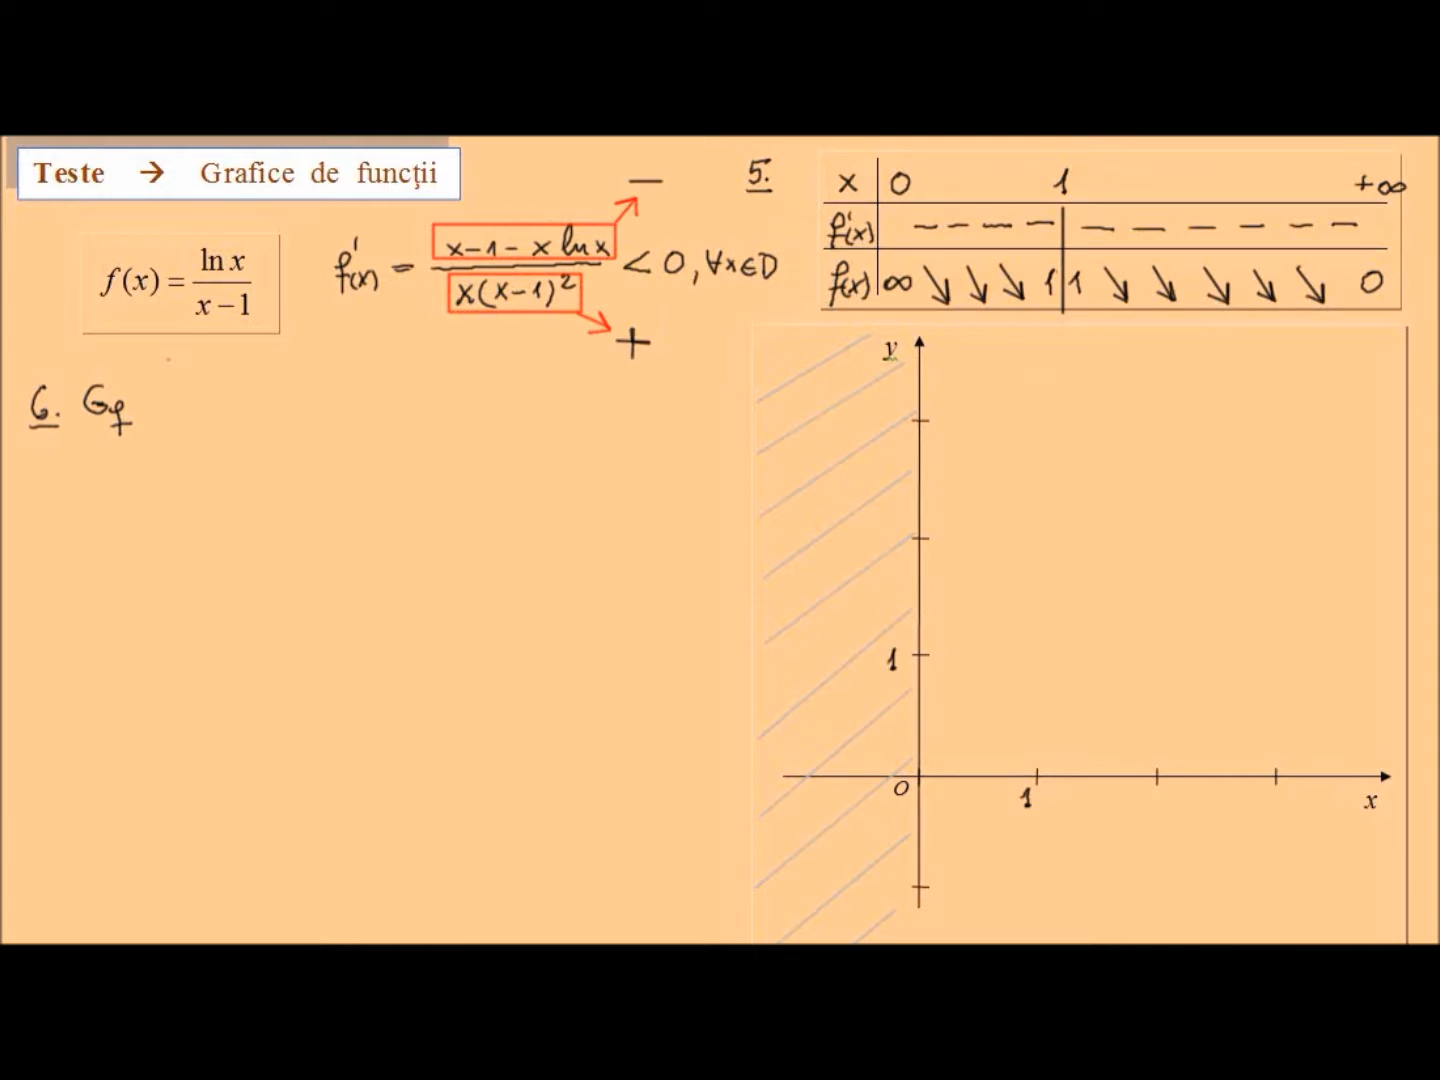 Teste → Grafice de funcţii
f(x) = ln x / x − 1
f'(x) = x−1− x ln x / x(x−1)² < 0, ∀x∈D
−
+
5.
x 0 1 +∞
f'(x) − − − − − − − − − −
f(x) ∞ ↘ ↘ ↘ 1 1 ↘ ↘ ↘ ↘ ↘ 0
6. Gf
y
1
O 1 x